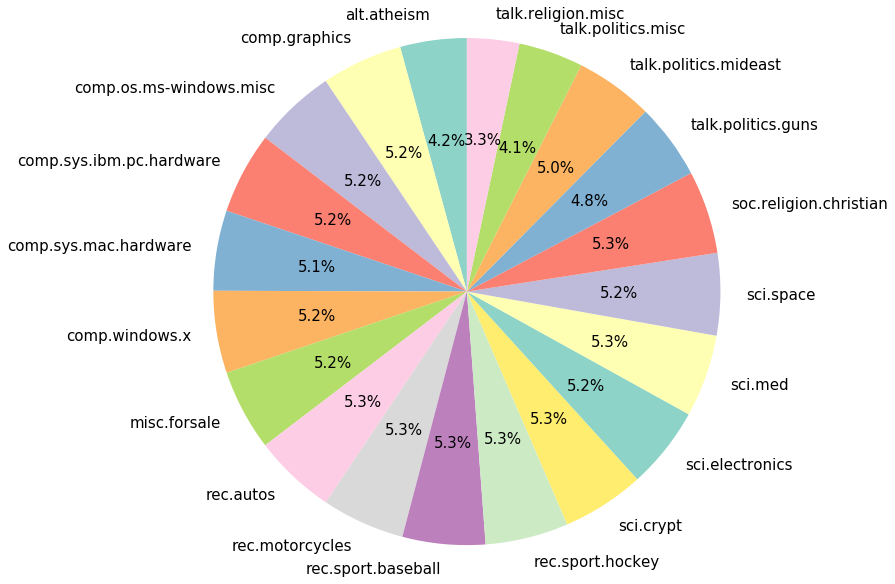 alt.atheism
4.2%
comp.graphics
5.2%
comp.os.ms-windows.misc
5.2%
comp.sys.ibm.pc.hardware
5.2%
comp.sys.mac.hardware
5.1%
comp.windows.x
5.2%
misc.forsale
5.2%
rec.autos
5.3%
rec.motorcycles
5.3%
rec.sport.baseball
5.3%
rec.sport.hockey
5.3%
sci.crypt
5.3%
sci.electronics
5.2%
sci.med
5.3%
sci.space
5.2%
soc.religion.christian
5.3%
talk.politics.guns
4.8%
talk.politics.mideast
5.0%
talk.politics.misc
4.1%
talk.religion.misc
3.3%